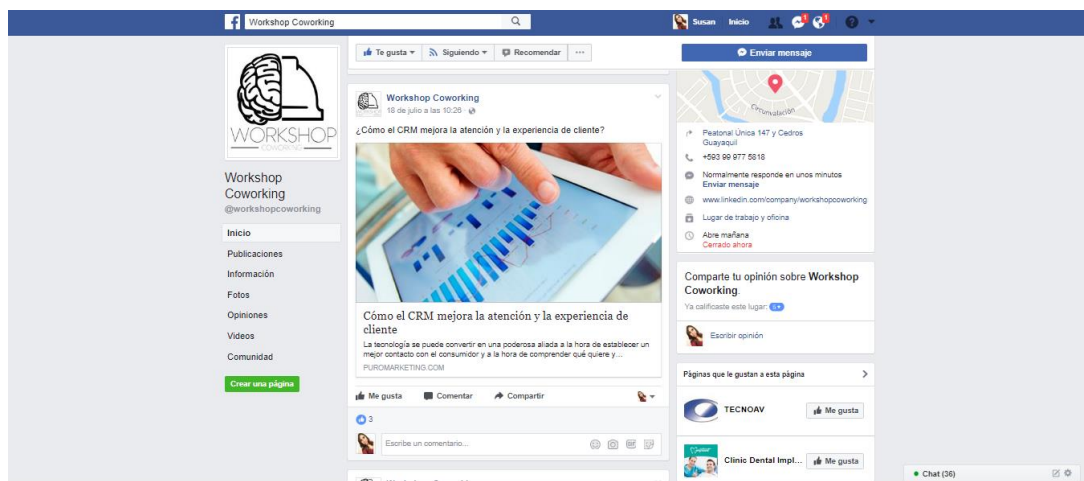 Workshop Coworking
Susan
Inicio
1
1
WORKSHOP
COWORKING
Workshop
Coworking
@workshopcoworking
Inicio
Publicaciones
Información
Fotos
Opiniones
Videos
Comunidad
Crear una página
Te gusta
Siguiendo
Recomendar
Workshop Coworking
18 de julio a las 10:26
¿Cómo el CRM mejora la atención y la experiencia de cliente?
Cómo el CRM mejora la atención y la experiencia de
cliente
La tecnología se puede convertir en una poderosa aliada a la hora de establecer un
mejor contacto con el consumidor y a la hora de comprender qué quiere y...
PUROMARKETING.COM
Me gusta
Comentar
Compartir
3
Escribe un comentario...
GIF
Enviar mensaje
Circunvalación
Peatonal Única 147 y Cedros
Guayaquil
+593 99 977 5818
Normalmente responde en unos minutos
Enviar mensaje
www.linkedin.com/company/workshopcoworking
Lugar de trabajo y oficina
Abre mañana
Cerrado ahora
Comparte tu opinión sobre Workshop
Coworking.
Ya calificaste este lugar:
Escribir opinión
Páginas que le gustan a esta página
TECNOAV
Me gusta
Clinic Dental Impl...
Me gusta
Chat (36)